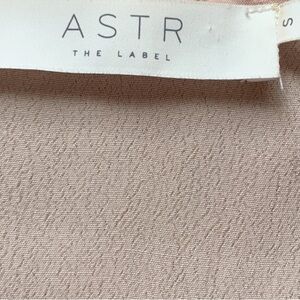 ASTR
THE LABEL
S